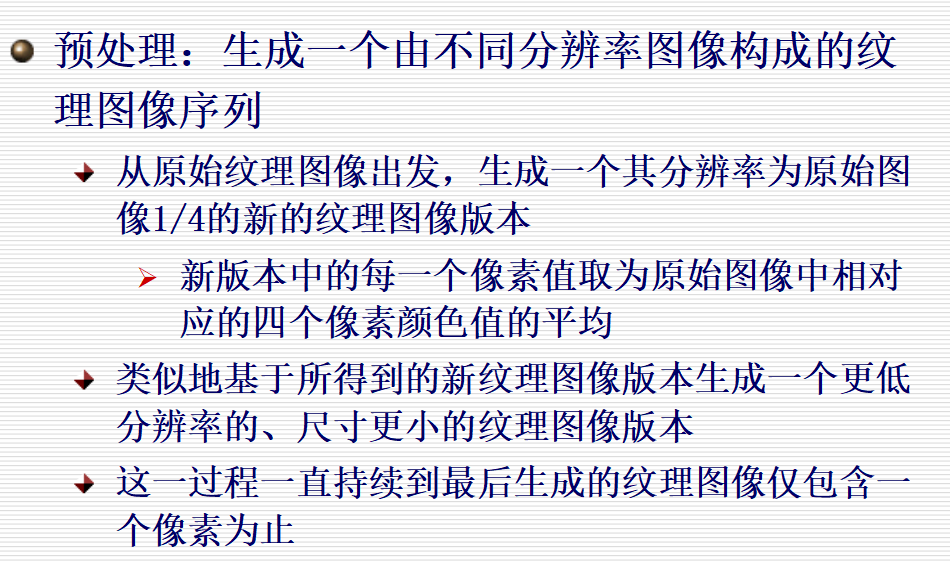 预处理：生成一个由不同分辨率图像构成的纹
理图像序列
从原始纹理图像出发，生成一个其分辨率为原始图
像1/4的新的纹理图像版本
新版本中的每一个像素值取为原始图像中相对
应的四个像素颜色值的平均
类似地基于所得到的新纹理图像版本生成一个更低
分辨率的、尺寸更小的纹理图像版本
这一过程一直持续到最后生成的纹理图像仅包含一
个像素为止